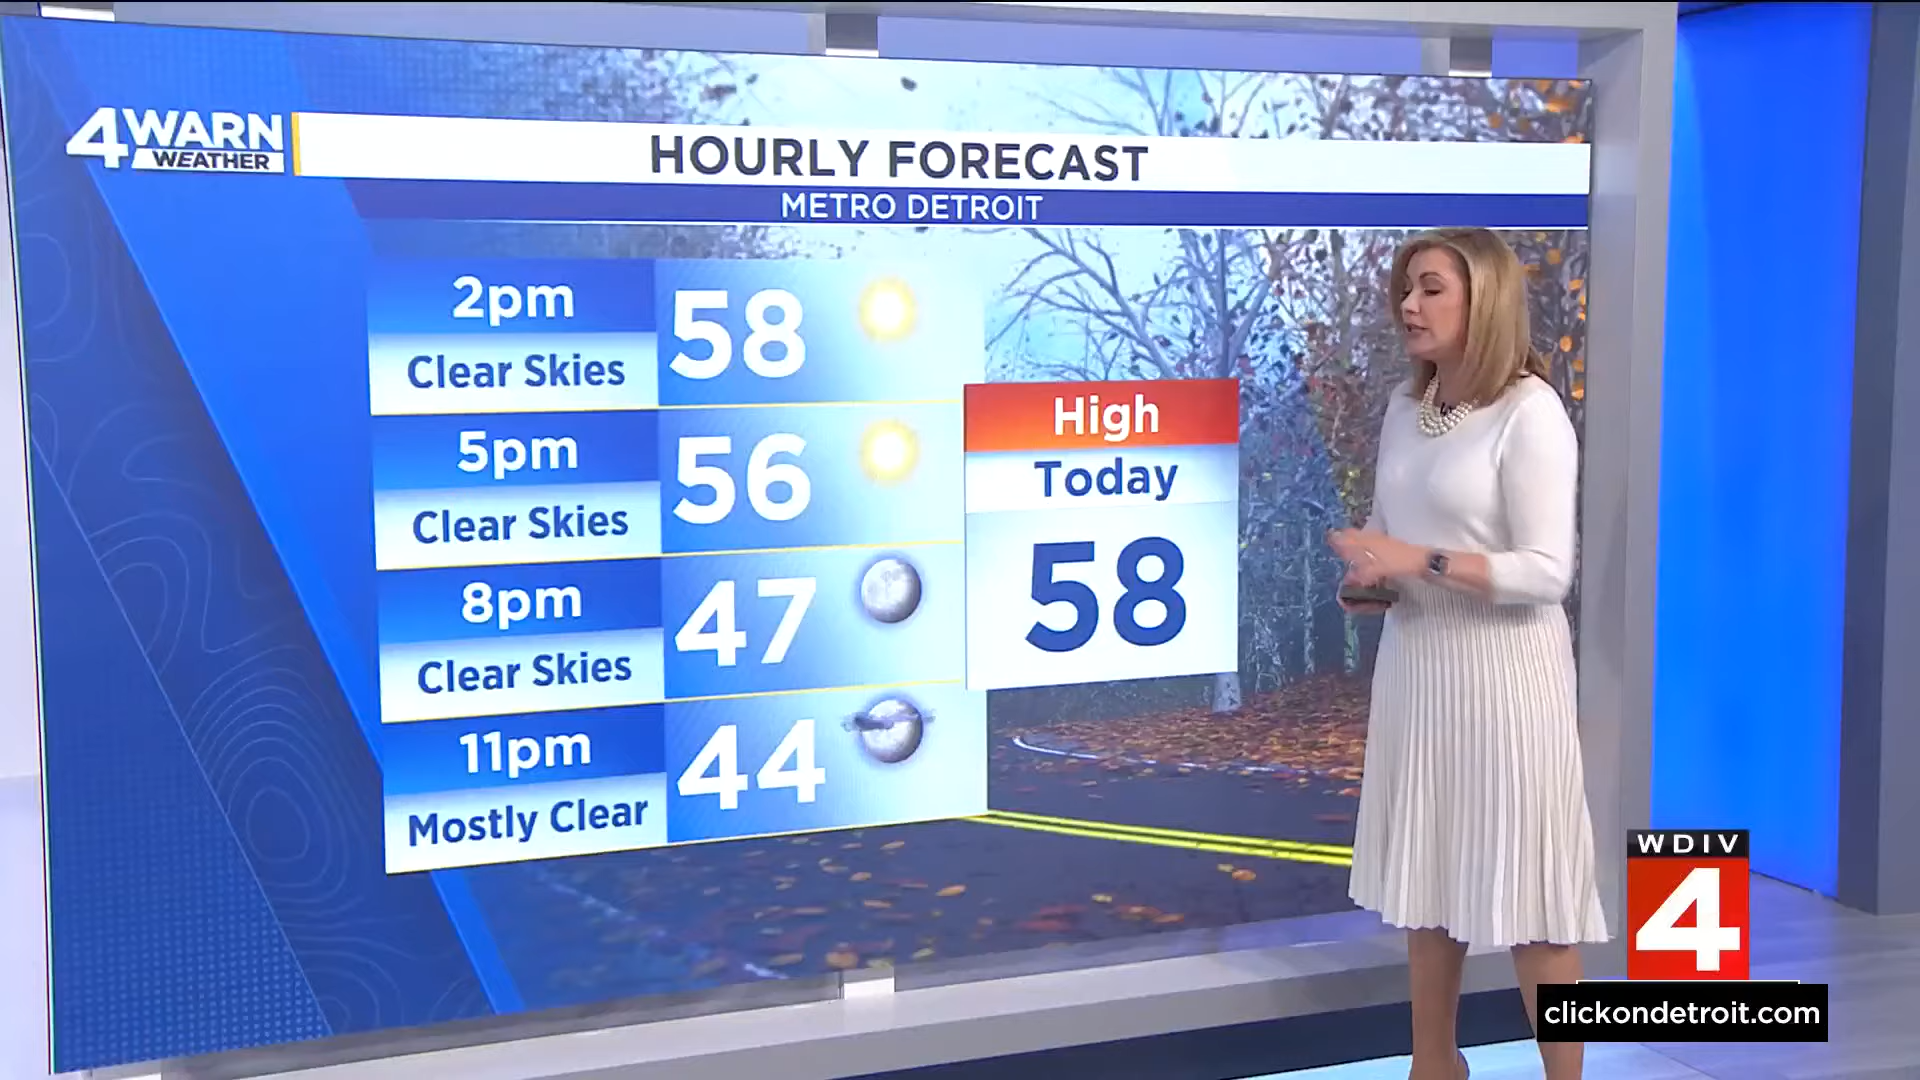 4WARN
WEATHER
HOURLY FORECAST
METRO DETROIT
2pm
Clear Skies
58
5pm
Clear Skies
56
8pm
Clear Skies
47
11pm
Mostly Clear
44
High
Today
58
WDIV
4
clickondetroit.com